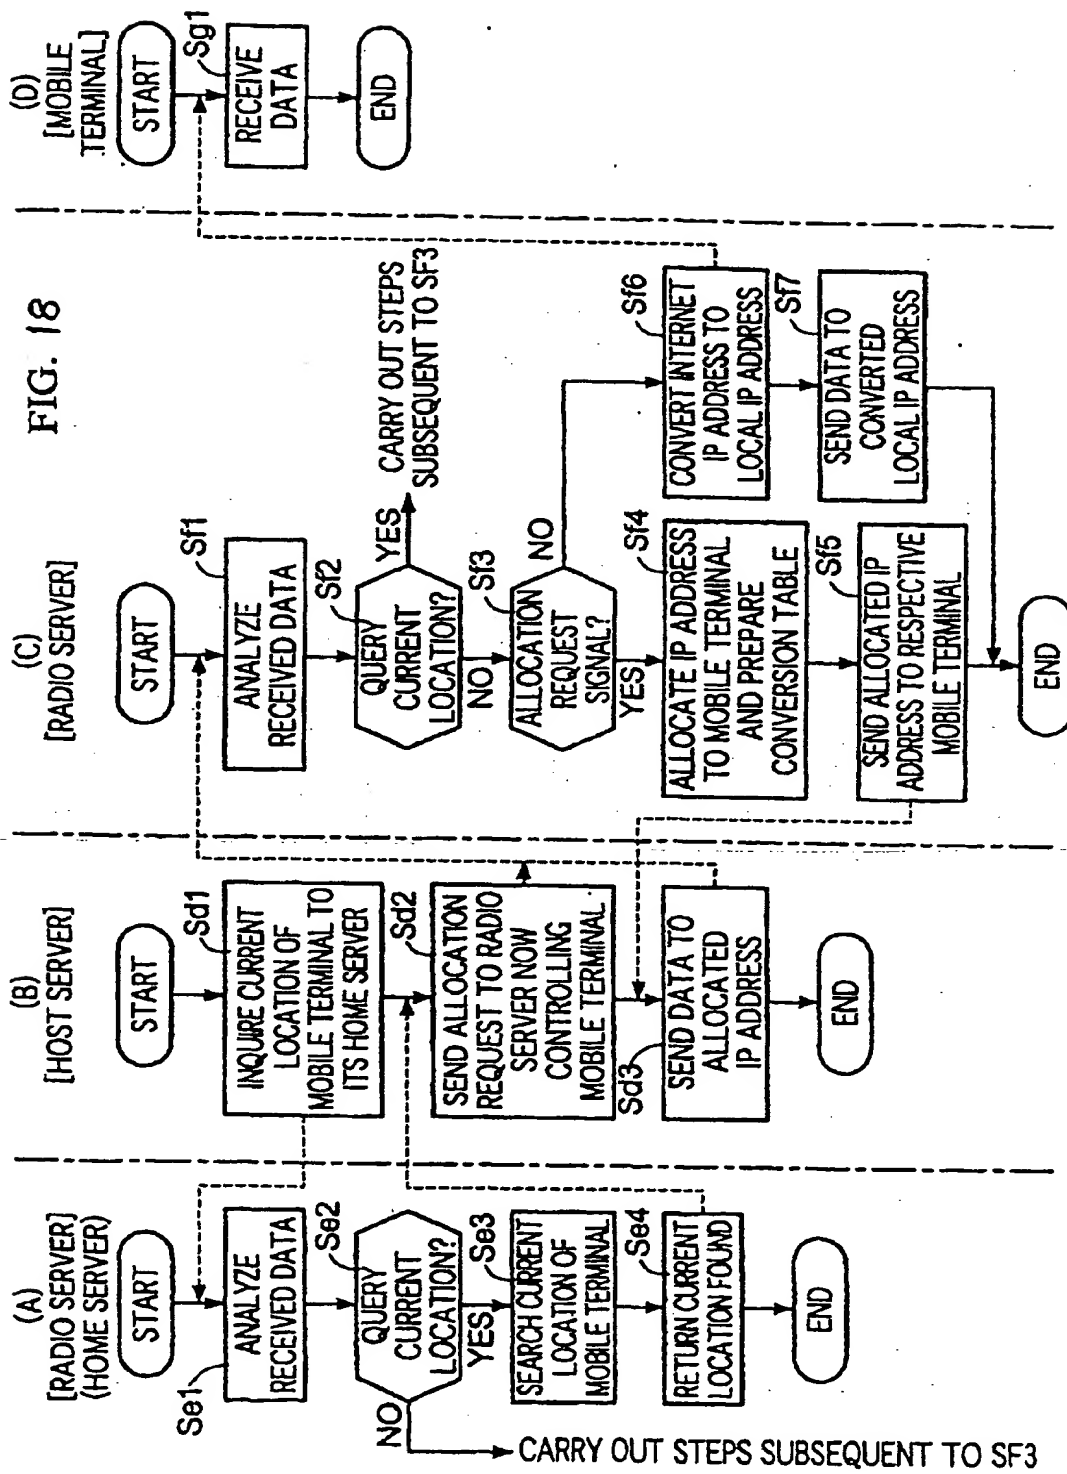 FIG. 18
(A)
[RADIO SERVER]
(HOME SERVER)
START
Se1
ANALYZE
RECEIVED DATA
Se2
QUERY
CURRENT
LOCATION?
NO
CARRY OUT STEPS SUBSEQUENT TO SF3
YES
Se3
SEARCH CURRENT
LOCATION OF
MOBILE TERMINAL
Se4
RETURN CURRENT
LOCATION FOUND
END
(B)
[HOST SERVER]
START
Sd1
INQUIRE CURRENT
LOCATION OF
MOBILE TERMINAL TO
ITS HOME SERVER
Sd2
SEND ALLOCATION
REQUEST TO RADIO
SERVER NOW
CONTROLLING
MOBILE TERMINAL
Sd3
SEND DATA TO
ALLOCATED
IP ADDRESS
END
(C)
[RADIO SERVER]
START
Sf1
ANALYZE
RECEIVED DATA
Sf2
QUERY
CURRENT
LOCATION?
YES
CARRY OUT STEPS
SUBSEQUENT TO SF3
NO
Sf3
ALLOCATION
REQUEST
SIGNAL?
NO
YES
Sf4
ALLOCATE IP ADDRESS
TO MOBILE TERMINAL
AND PREPARE
CONVERSION TABLE
Sf5
SEND ALLOCATED IP
ADDRESS TO RESPECTIVE
MOBILE TERMINAL
Sf6
CONVERT INTERNET
IP ADDRESS TO
LOCAL IP ADDRESS
Sf7
SEND DATA TO
CONVERTED
LOCAL IP ADDRESS
END
(D)
[MOBILE
TERMINAL]
START
Sg1
RECEIVE
DATA
END